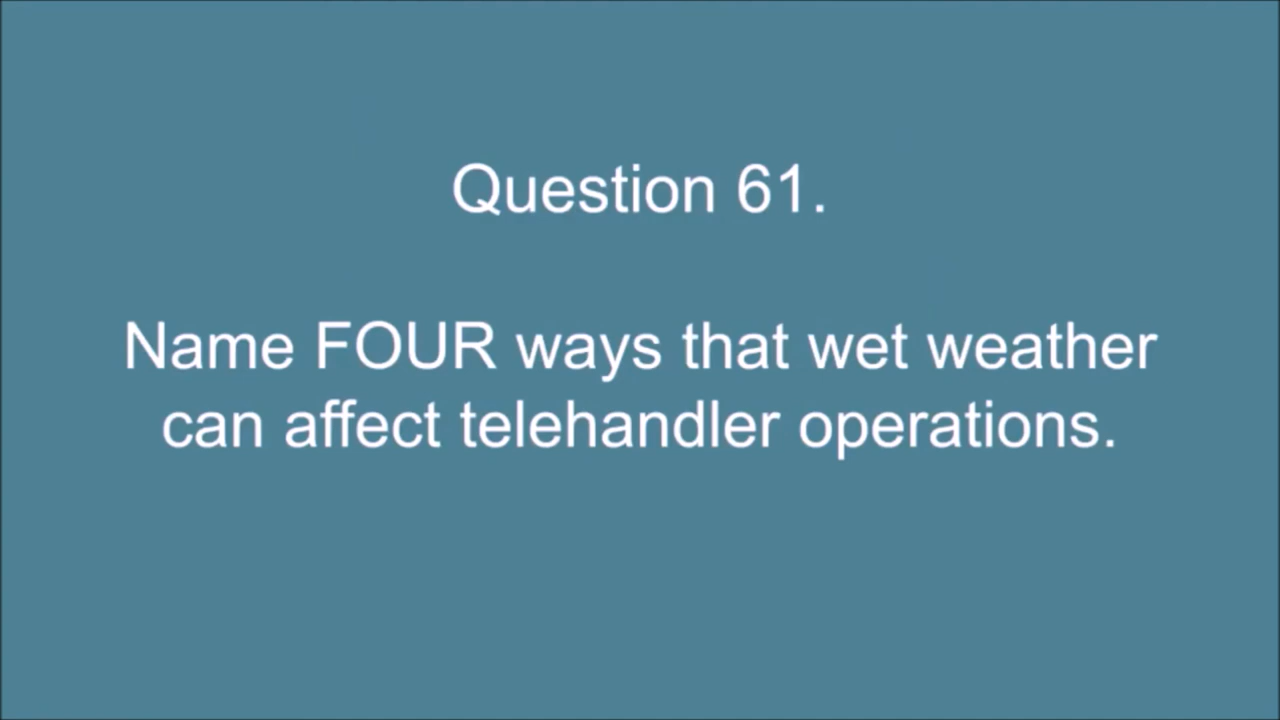 Question 61.
Name FOUR ways that wet weather
can affect telehandler operations.